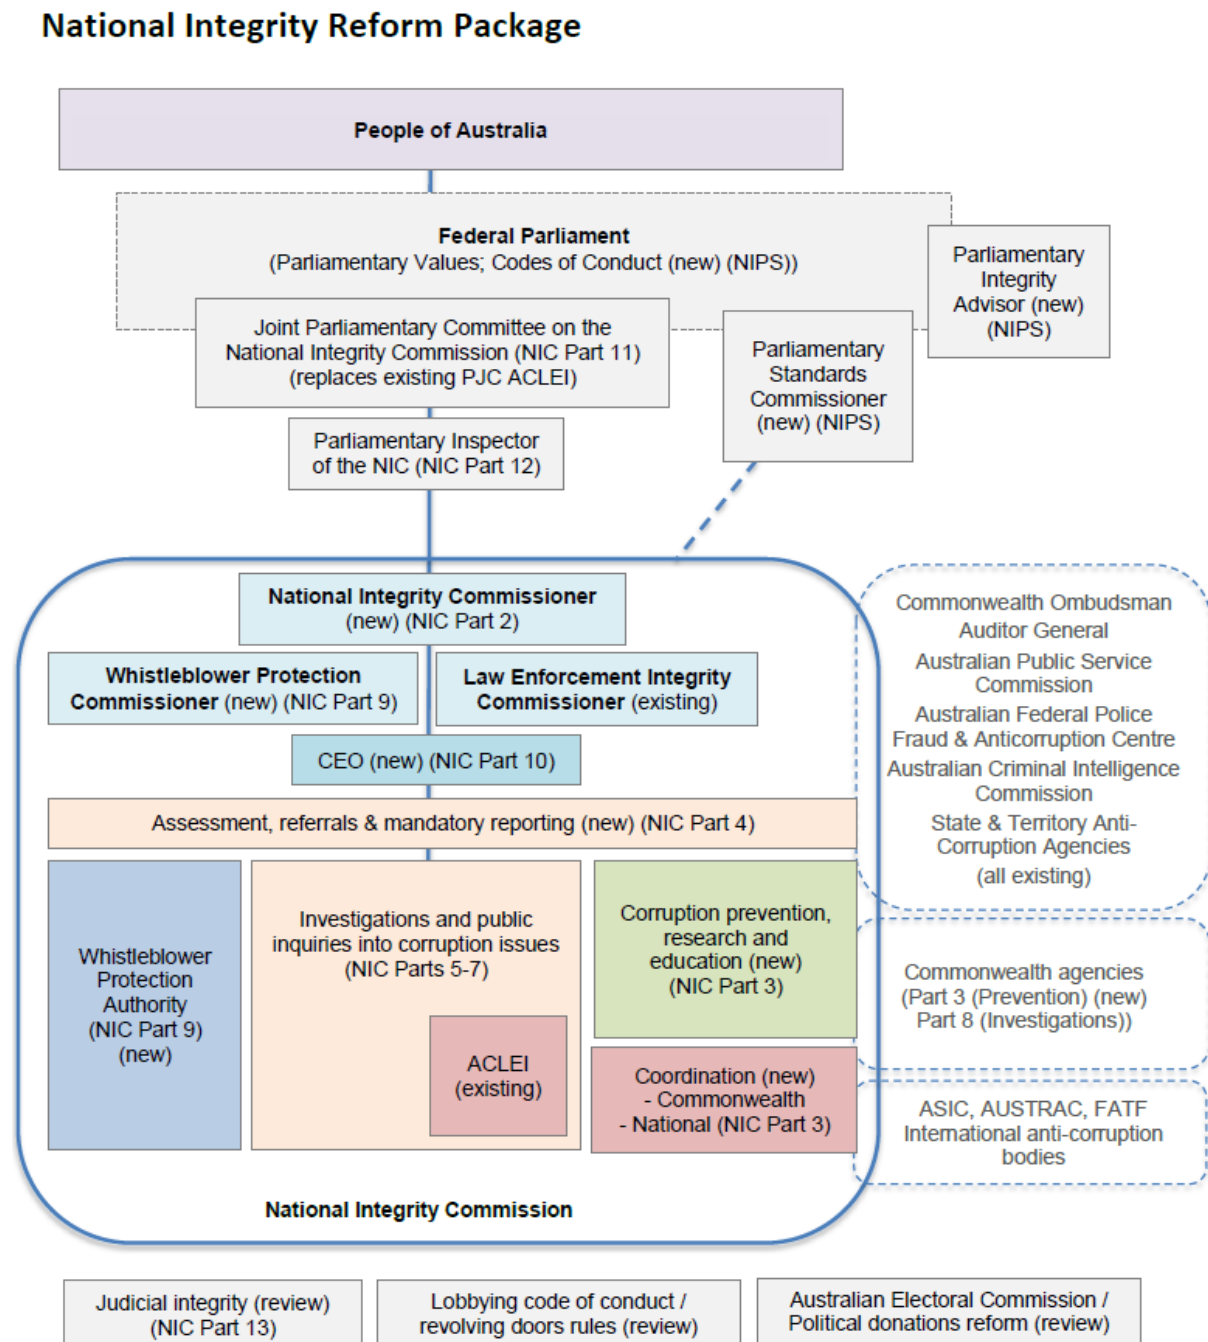 National Integrity Reform Package
People of Australia
Federal Parliament
(Parliamentary Values; Codes of Conduct (new) (NIPS))
Parliamentary
Integrity
Advisor (new)
(NIPS)
Joint Parliamentary Committee on the
National Integrity Commission (NIC Part 11)
(replaces existing PJC ACLEI)
Parliamentary
Standards
Commissioner
(new) (NIPS)
Parliamentary Inspector
of the NIC (NIC Part 12)
National Integrity Commissioner
(new) (NIC Part 2)
Whistleblower Protection
Commissioner (new) (NIC Part 9)
Law Enforcement Integrity
Commissioner (existing)
CEO (new) (NIC Part 10)
Assessment, referrals & mandatory reporting (new) (NIC Part 4)
Whistleblower
Protection
Authority
(NIC Part 9)
(new)
Investigations and public
inquiries into corruption issues
(NIC Parts 5-7)
ACLEI
(existing)
Corruption prevention,
research and
education (new)
(NIC Part 3)
Coordination (new)
- Commonwealth
- National (NIC Part 3)
National Integrity Commission
Commonwealth Ombudsman
Auditor General
Australian Public Service
Commission
Australian Federal Police
Fraud & Anticorruption Centre
Australian Criminal Intelligence
Commission
State & Territory Anti-
Corruption Agencies
(all existing)
Commonwealth agencies
(Part 3 (Prevention) (new)
Part 8 (Investigations))
ASIC, AUSTRAC, FATF
International anti-corruption
bodies
Judicial integrity (review)
(NIC Part 13)
Lobbying code of conduct /
revolving doors rules (review)
Australian Electoral Commission /
Political donations reform (review)